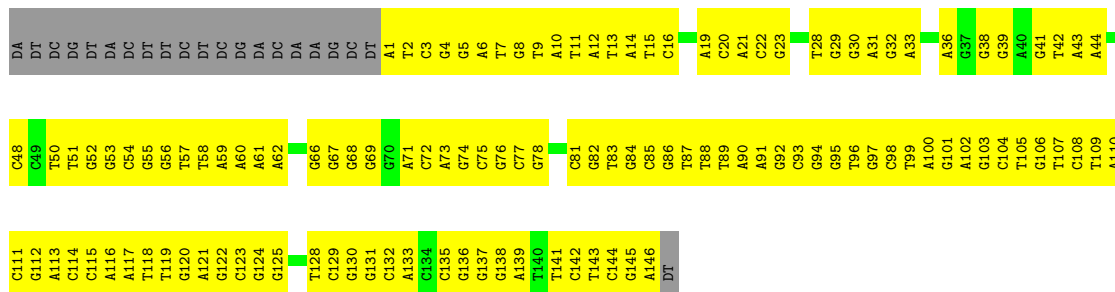 DA DT DC DG DT DA DC DT DT DC DT DC DG DA DC DA DA DG DC DT A1 T2 C3 G4 G5 A6 T7 G8 T9 A10 T11 A12 T13 A14 T15 C16 A19 C20 A21 C22 G23 T28 G29 G30 A31 G32 A33 A36 G37 G38 G39 A40 G41 T42 A43 A44
C48 C49 T50 T51 G52 G53 C54 G55 G56 T57 T58 A59 A60 A61 A62 G66 G67 G68 G69 G70 A71 C72 A73 G74 C75 G76 C77 G78 C81 G82 T83 G84 C85 G86 T87 T88 T89 A90 A91 G92 C93 G94 G95 T96 G97 C98 T99 A100 G101 A102 G103 C104 T105 G106 T107 C108 T109 A110
C111 G112 A113 C114 C115 A116 A117 T118 T119 G120 A121 G122 C123 G124 G125 T128 C129 G130 G131 C132 A133 C134 C135 G136 G137 G138 A139 T140 T141 C142 T143 C144 G145 A146 DT